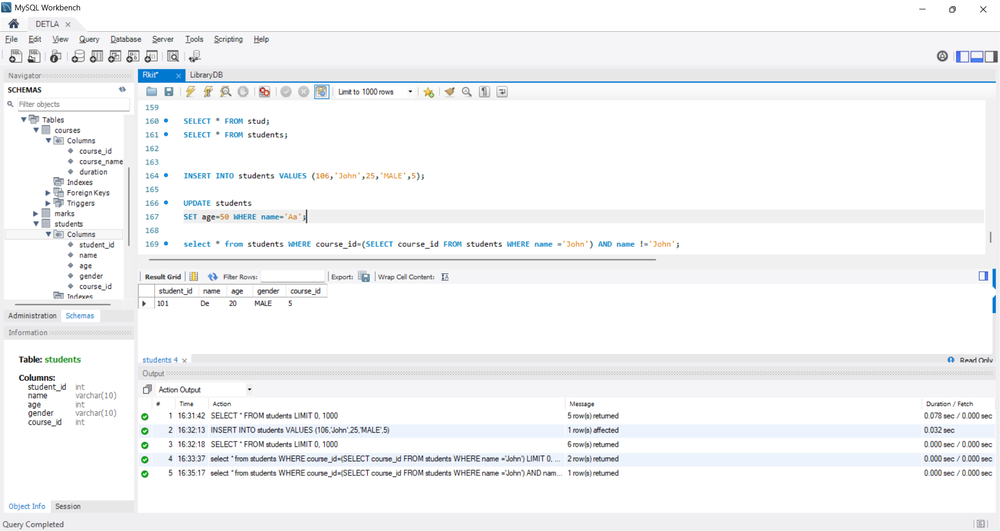 MySQL Workbench
DETLA
File Edit View Query Database Server Tools Scripting Help
Navigator
SCHEMAS
Filter objects
Tables
courses
Columns
course_id
course_name
duration
Indexes
Foreign Keys
Triggers
marks
students
Columns
student_id
name
age
gender
course_id
Indexes
Administration Schemas
Information
Table: students
Columns:
student_id int
name varchar(10)
age int
gender varchar(10)
course_id int
Object Info Session
Rkit* LibraryDB
Limit to 1000 rows
159
160 SELECT * FROM stud;
161 SELECT * FROM students;
162
163
164 INSERT INTO students VALUES (106,'John',25,'MALE',5);
165
166 UPDATE students
167 SET age=50 WHERE name='Aa';
168
169 select * from students WHERE course_id=(SELECT course_id FROM students WHERE name ='John') AND name !='John';
Result Grid Filter Rows: Export: Wrap Cell Content:
student_id name age gender course_id
101 De 20 MALE 5
students 4 Read Only
Output
Action Output
# Time Action Message Duration / Fetch
1 16:31:42 SELECT * FROM students LIMIT 0, 1000 5 row(s) returned 0.078 sec / 0.000 sec
2 16:32:13 INSERT INTO students VALUES (106,'John',25,'MALE',5) 1 row(s) affected 0.032 sec
3 16:32:18 SELECT * FROM students LIMIT 0, 1000 6 row(s) returned 0.000 sec / 0.000 sec
4 16:33:37 select * from students WHERE course_id=(SELECT course_id FROM students WHERE name ='John') LIMIT 0, ... 2 row(s) returned 0.000 sec / 0.000 sec
5 16:35:17 select * from students WHERE course_id=(SELECT course_id FROM students WHERE name ='John') AND nam... 1 row(s) returned 0.000 sec / 0.000 sec
Query Completed